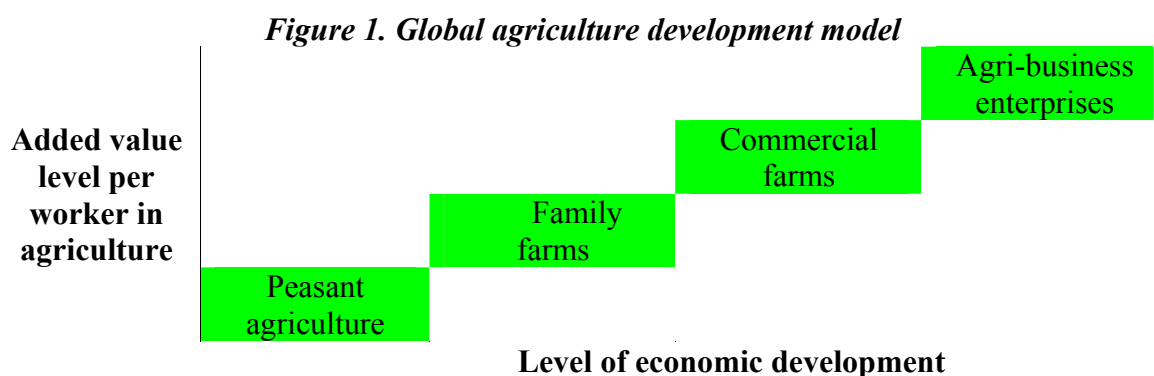 Figure 1. Global agriculture development model
Agri-business
enterprises
Added value
level per
worker in
agriculture
Commercial
farms
Family
farms
Peasant
agriculture
Level of economic development